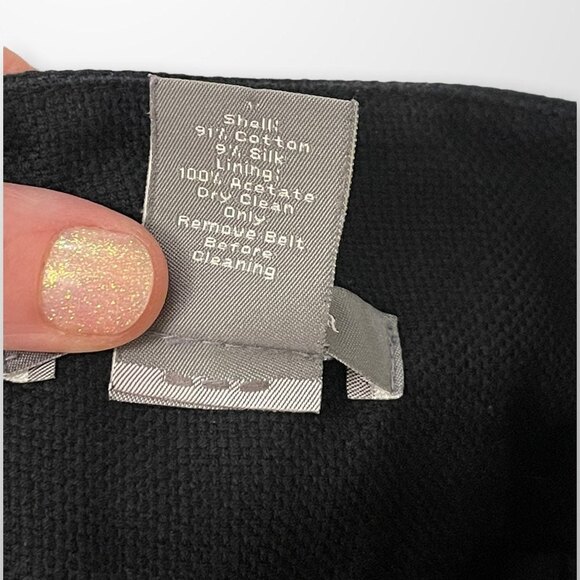 Shell:
91% Cotton
9% Silk
Lining:
100% Acetate
Dry Clean
Only
Remove Belt
Before
Cleaning